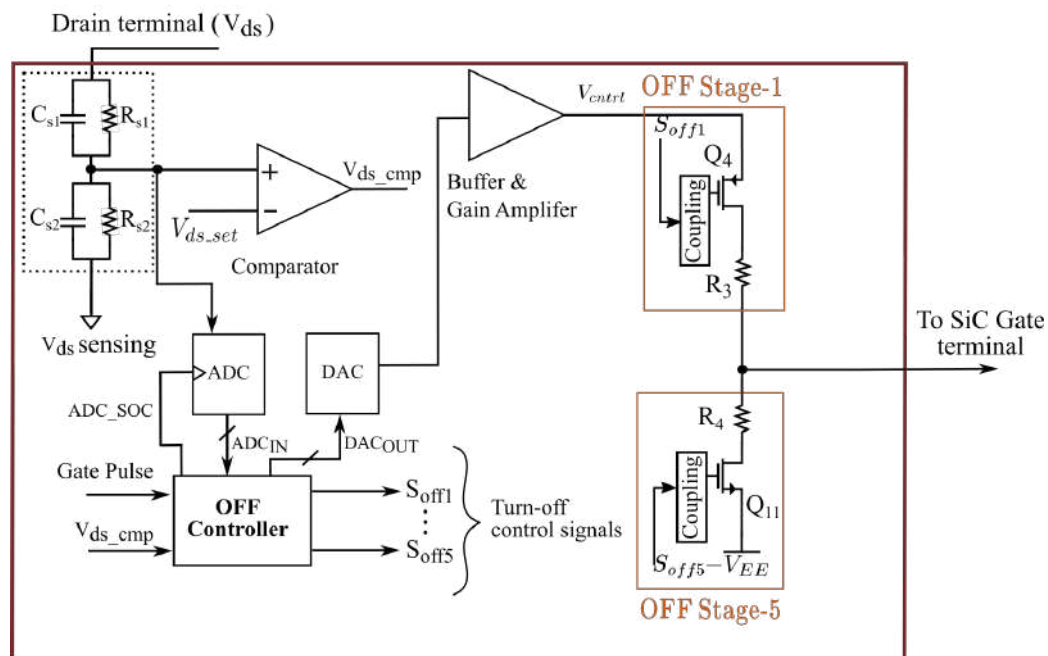 Drain terminal (Vds)
Cs1
Rs1
Cs2
Rs2
Vds sensing
+
−
Vds_cmp
Vds_set
Comparator
Buffer &
Gain Amplifer
Vcntrl
OFF Stage-1
Soff1
Q4
Coupling
R3
To SiC Gate
terminal
ADC
DAC
ADC_SOC
ADCIN
DACOUT
Gate Pulse
Vds_cmp
OFF
Controller
Soff1
Soff5
Turn-off
control signals
R4
Coupling
Q11
Soff5−VEE
OFF Stage-5